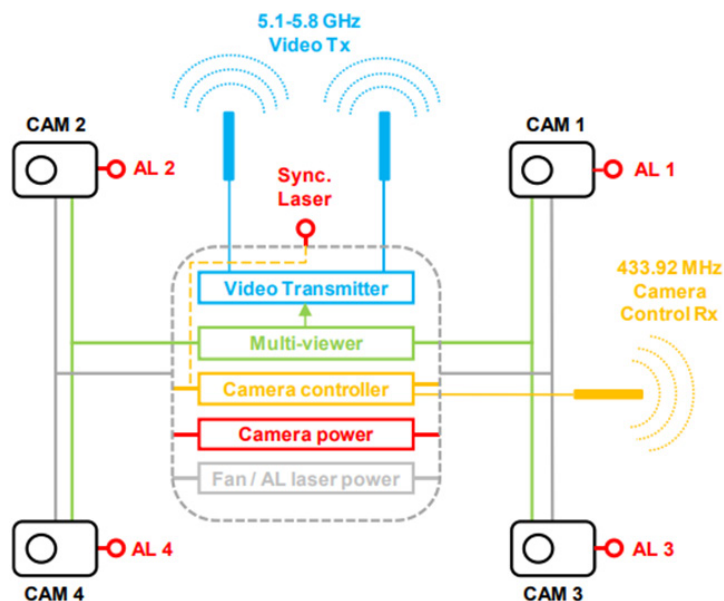 5.1-5.8 GHz
Video Tx
CAM 2
CAM 1
AL 2
Sync.
Laser
AL 1
Video Transmitter
433.92 MHz
Camera
Control Rx
Multi-viewer
Camera controller
Camera power
Fan / AL laser power
AL 4
AL 3
CAM 4
CAM 3